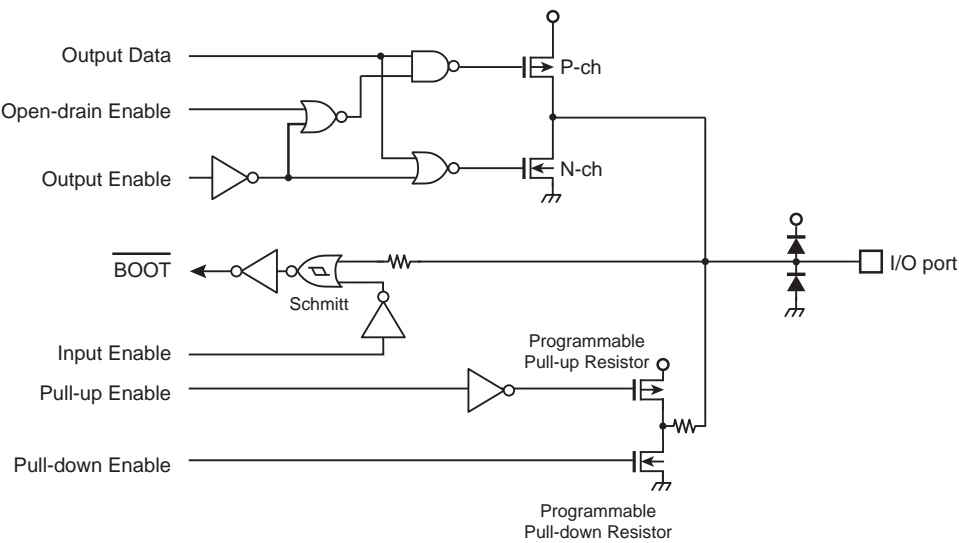 Output Data
P-ch
Open-drain Enable
Output Enable
N-ch
BOOT
I/O port
Schmitt
Programmable
Pull-up Resistor
Input Enable
Pull-up Enable
Pull-down Enable
Programmable
Pull-down Resistor